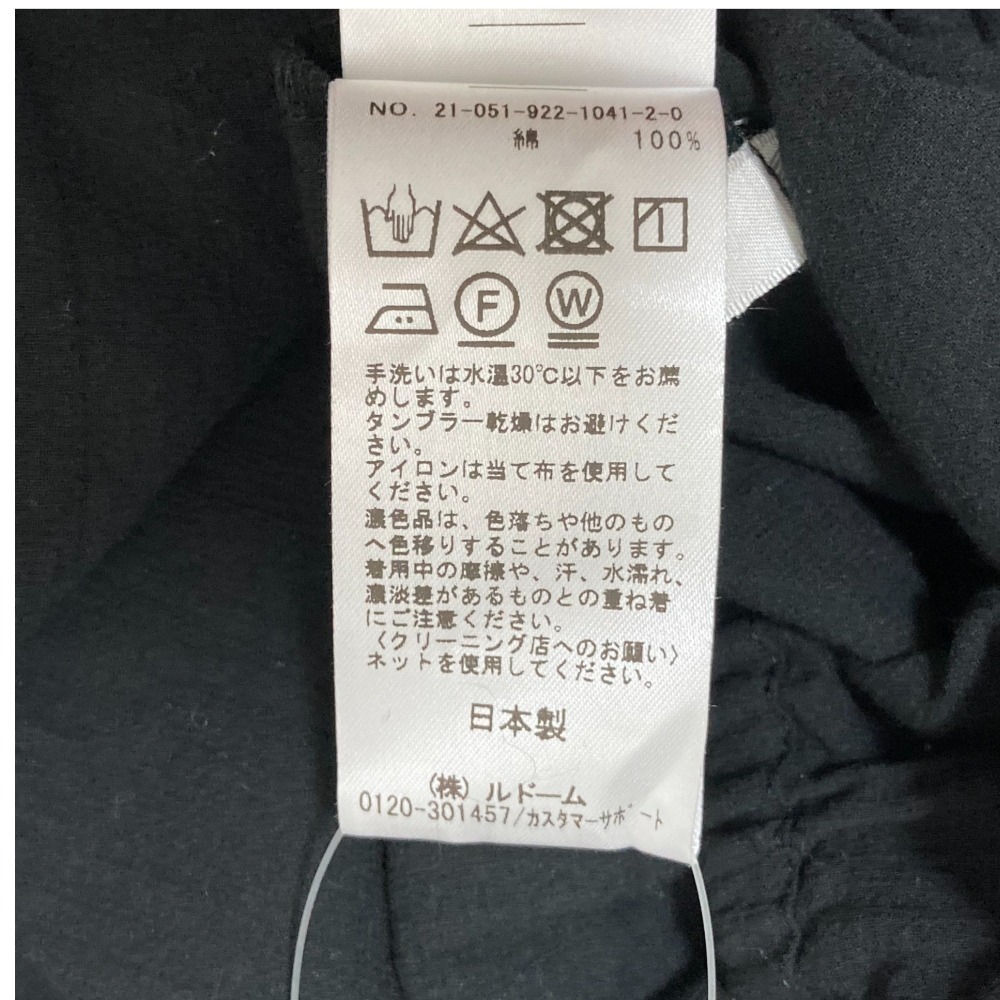 NO. 21-051-922-1041-2-0
綿 100%
F W
手洗いは水温30℃以下をお薦
めします。
タンブラー乾燥はお避けくだ
さい。
アイロンは当て布を使用して
ください。
濃色品は、色落ちや他のもの
へ色移りすることがあります。
着用中の摩擦や、汗、水濡れ、
濃淡差があるものとの重ね着
にご注意ください。
〈クリーニング店へのお願い〉
ネットを使用してください。
日本製
(株)ルドーム
0120-301457/カスタマーサポート